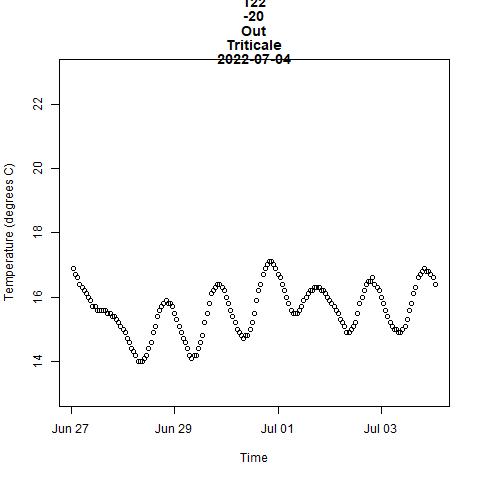 122
-20
Out
Triticale
2022-07-04
Temperature (degrees C)
22
20
18
16
14
Jun 27
Jun 29
Jul 01
Jul 03
Time